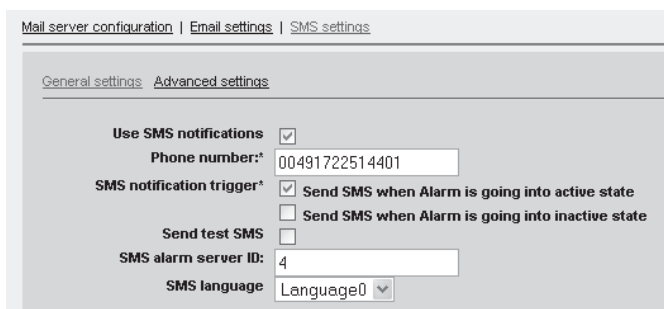 Mail server configuration | Email settings | SMS settings
General settings Advanced settings
Use SMS notifications
Phone number:* 00491722514401
SMS notification trigger* Send SMS when Alarm is going into active state
Send SMS when Alarm is going into inactive state
Send test SMS
SMS alarm server ID: 4
SMS language Language0